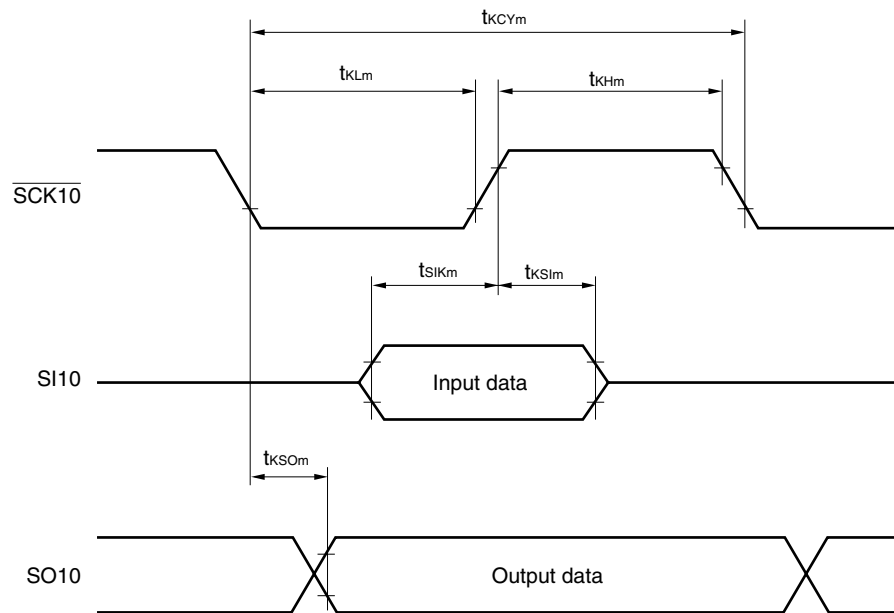 tKCYm
tKLm
tKHm
SCK10
tSIKm
tKSIm
SI10
Input data
tKSOm
SO10
Output data